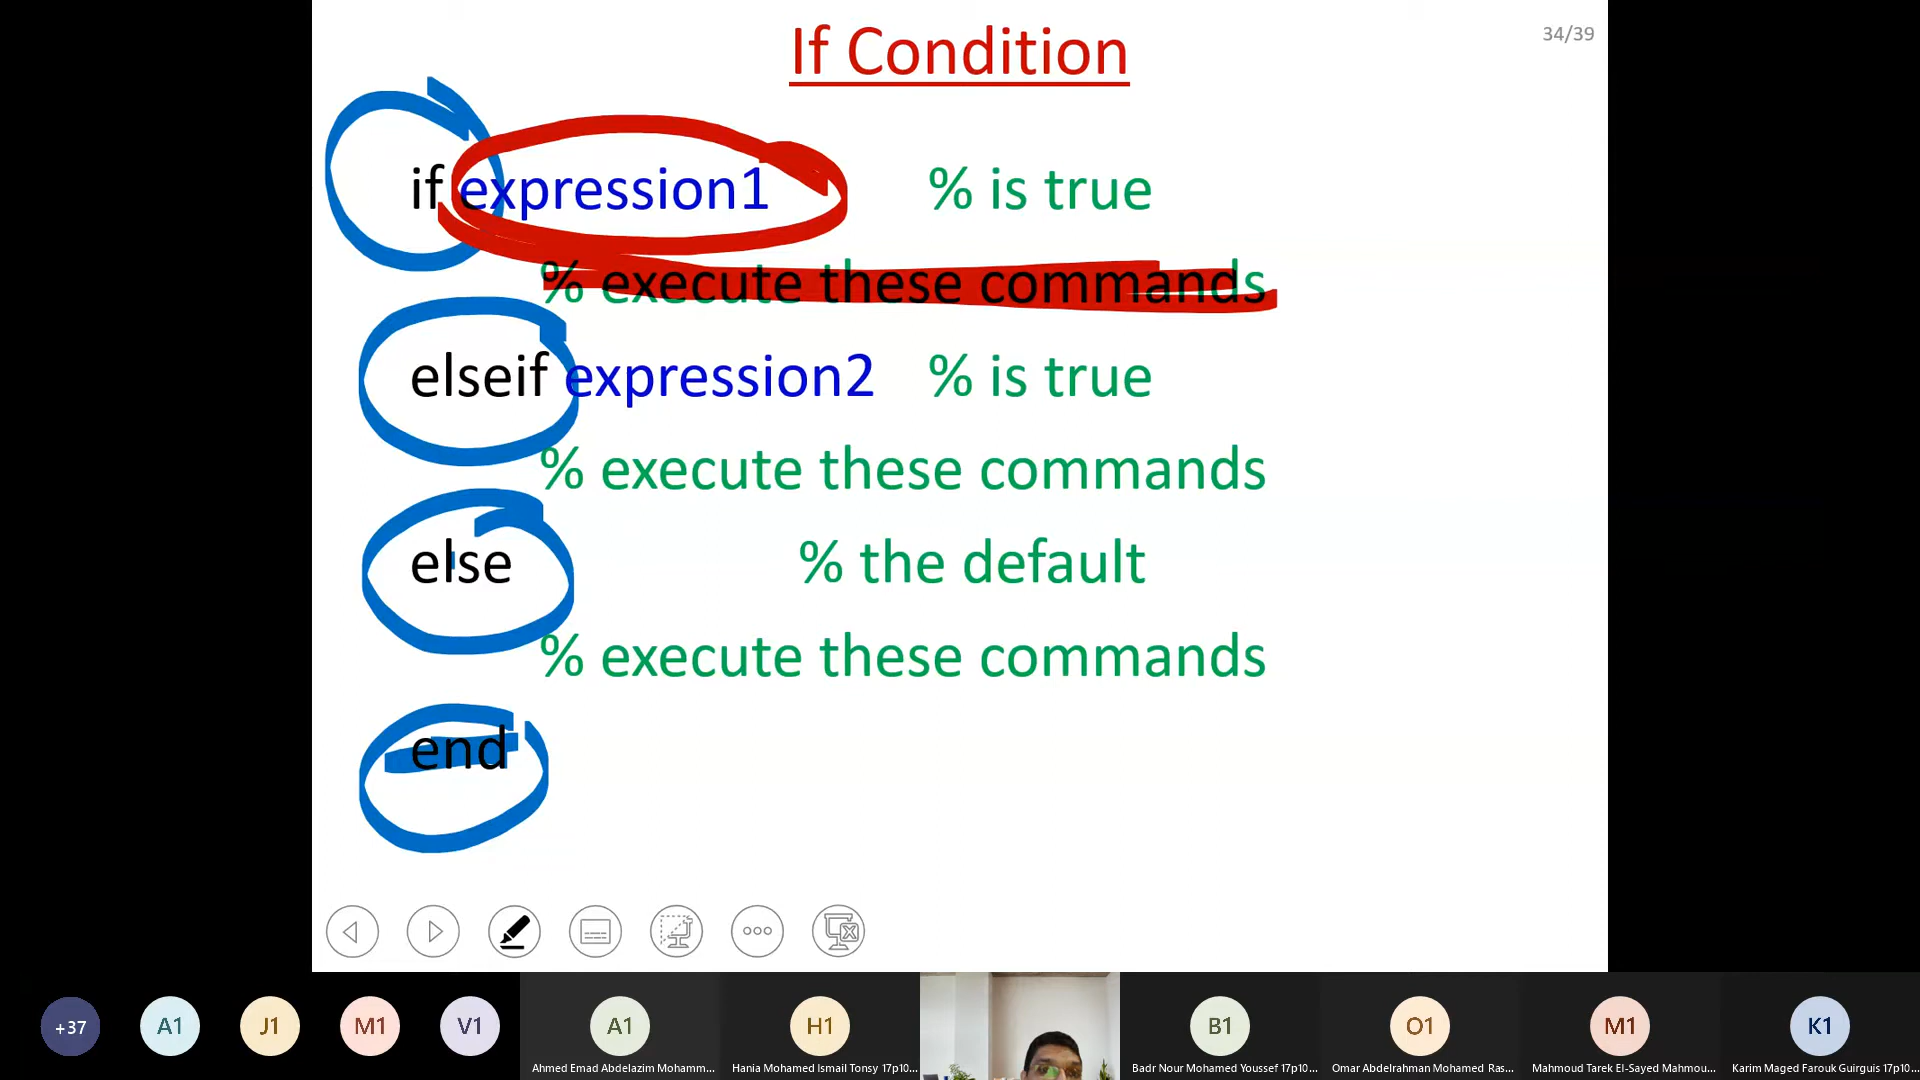 If Condition
34/39
if expression1 % is true
% execute these commands
elseif expression2 % is true
% execute these commands
else % the default
% execute these commands
end
+37
A1
J1
M1
V1
A1
H1
B1
O1
M1
K1
Ahmed Emad Abdelazim Mohamm...
Hania Mohamed Ismail Tonsy 17p10...
Badr Nour Mohamed Youssef 17p10...
Omar Abdelrahman Mohamed Ras...
Mahmoud Tarek El-Sayed Mahmou...
Karim Maged Farouk Guirguis 17p10...